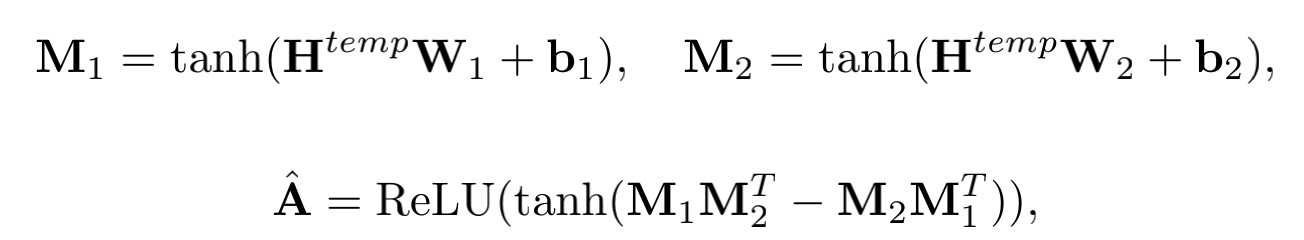 M₁ = tanh(H^{temp}W₁ + b₁),   M₂ = tanh(H^{temp}W₂ + b₂),
Â = ReLU(tanh(M₁M₂^T − M₂M₁^T)),